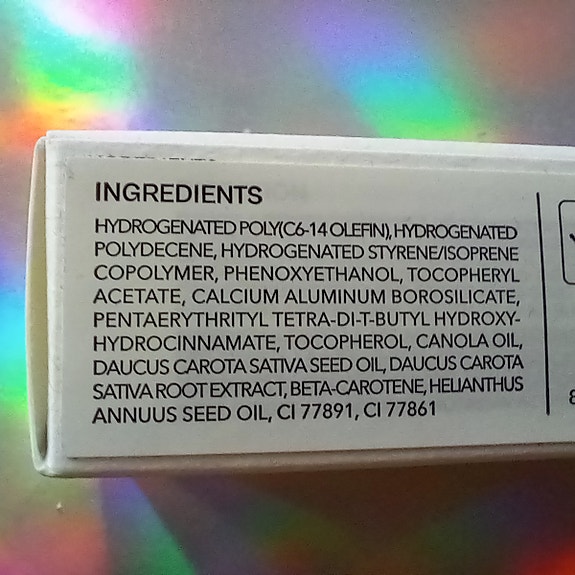 INGREDIENTS
HYDROGENATED POLY(C6-14 OLEFIN), HYDROGENATED
POLYDECENE, HYDROGENATED STYRENE/ISOPRENE
COPOLYMER, PHENOXYETHANOL, TOCOPHERYL
ACETATE, CALCIUM ALUMINUM BOROSILICATE,
PENTAERYTHRITYL TETRA-DI-T-BUTYL HYDROXY-
HYDROCINNAMATE, TOCOPHEROL, CANOLA OIL,
DAUCUS CAROTA SATIVA SEED OIL, DAUCUS CAROTA
SATIVA ROOT EXTRACT, BETA-CAROTENE, HELIANTHUS
ANNUUS SEED OIL, CI 77891, CI 77861
8